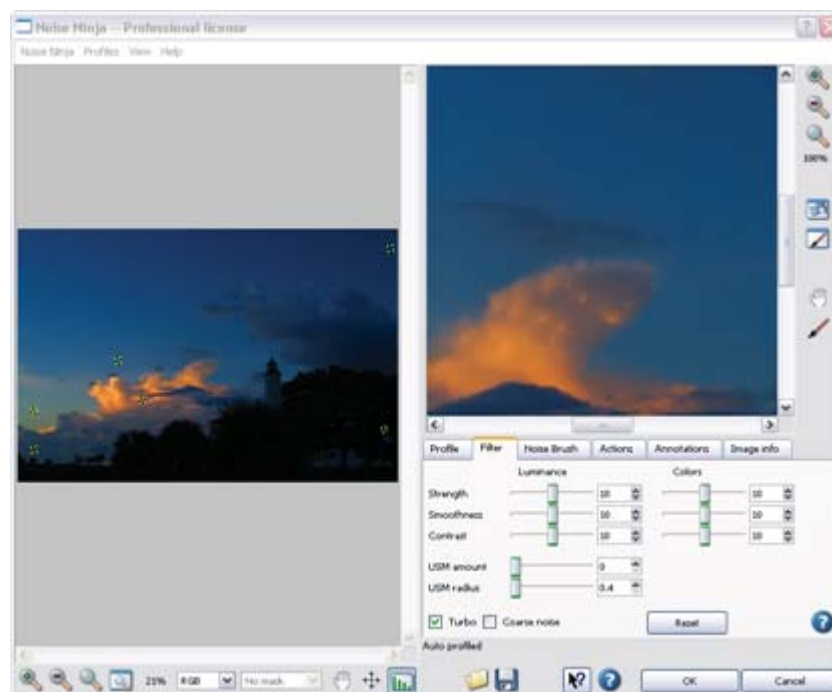 Noise Ninja -- Professional license
Noise Ninja Profiles View Help
100%
Profile Filter Noise Brush Actions Annotations Image info
Luminance Colors
Strength 10 10
Smoothness 10 10
Contrast 10 10
USM amount 0
USM radius 0.4
Turbo Coarse noise Reset
Auto profiled
21% RGB No mask OK Cancel